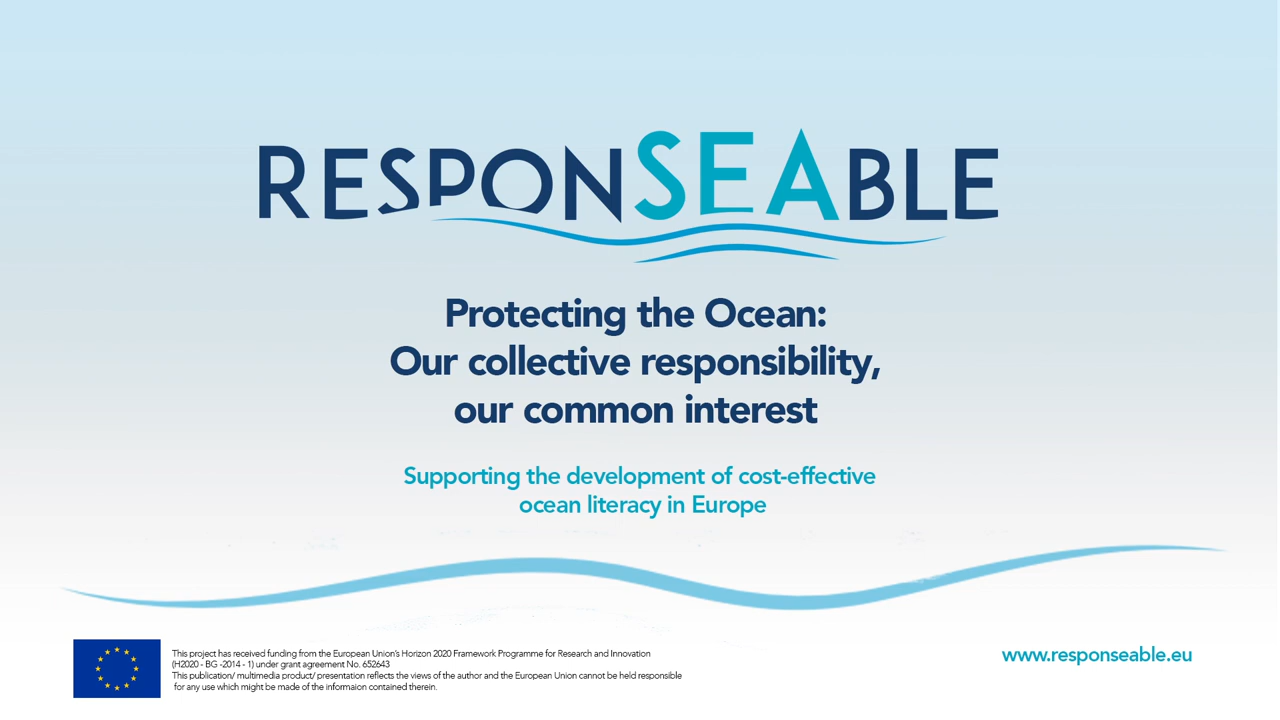 RESPONSEABLE
Protecting the Ocean:
Our collective responsibility,
our common interest
Supporting the development of cost-effective
ocean literacy in Europe
This project has received funding from the European Union's Horizon 2020 Framework Programme for Research and Innovation
(H2020 - BG -2014 - 1) under grant agreement No. 652643
This publication/ multimedia product/ presentation reflects the views of the author and the European Union cannot be held responsible
for any use which might be made of the informaion contained therein.
www.responseable.eu